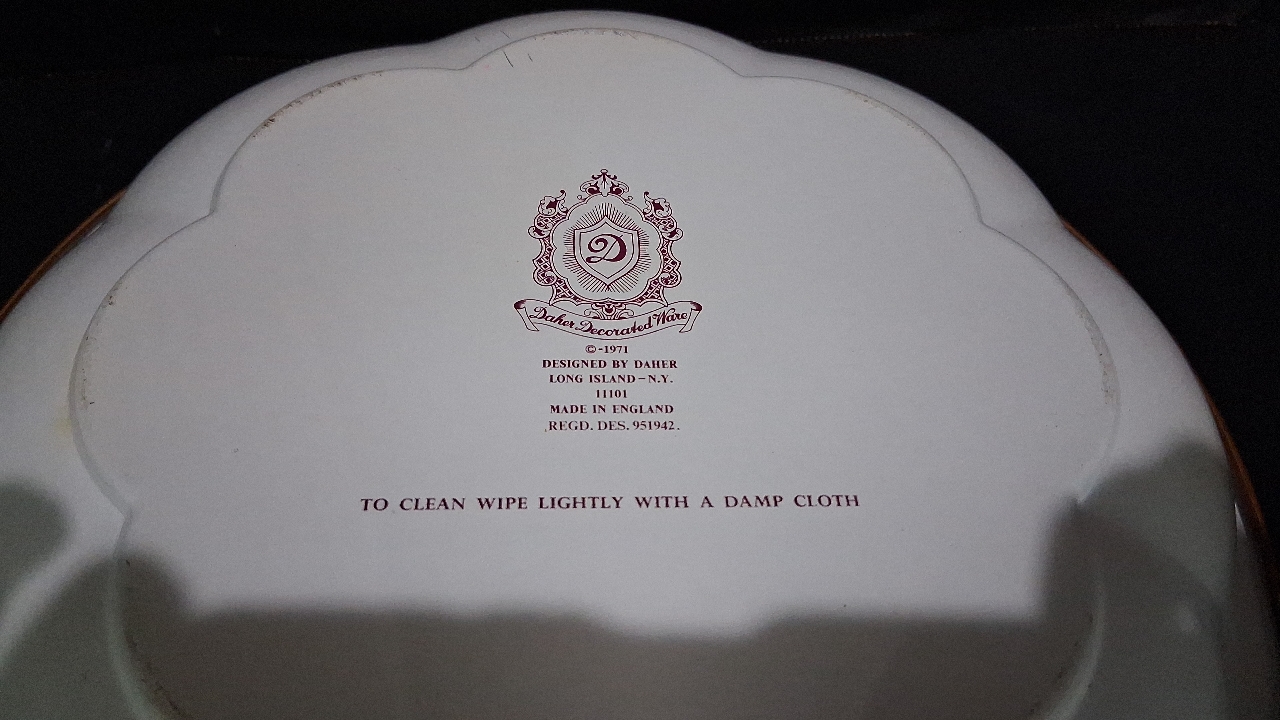 D
Daher Decorated Ware
©-1971
DESIGNED BY DAHER
LONG ISLAND-N.Y.
11101
MADE IN ENGLAND
REGD. DES. 951942.
TO CLEAN WIPE LIGHTLY WITH A DAMP CLOTH